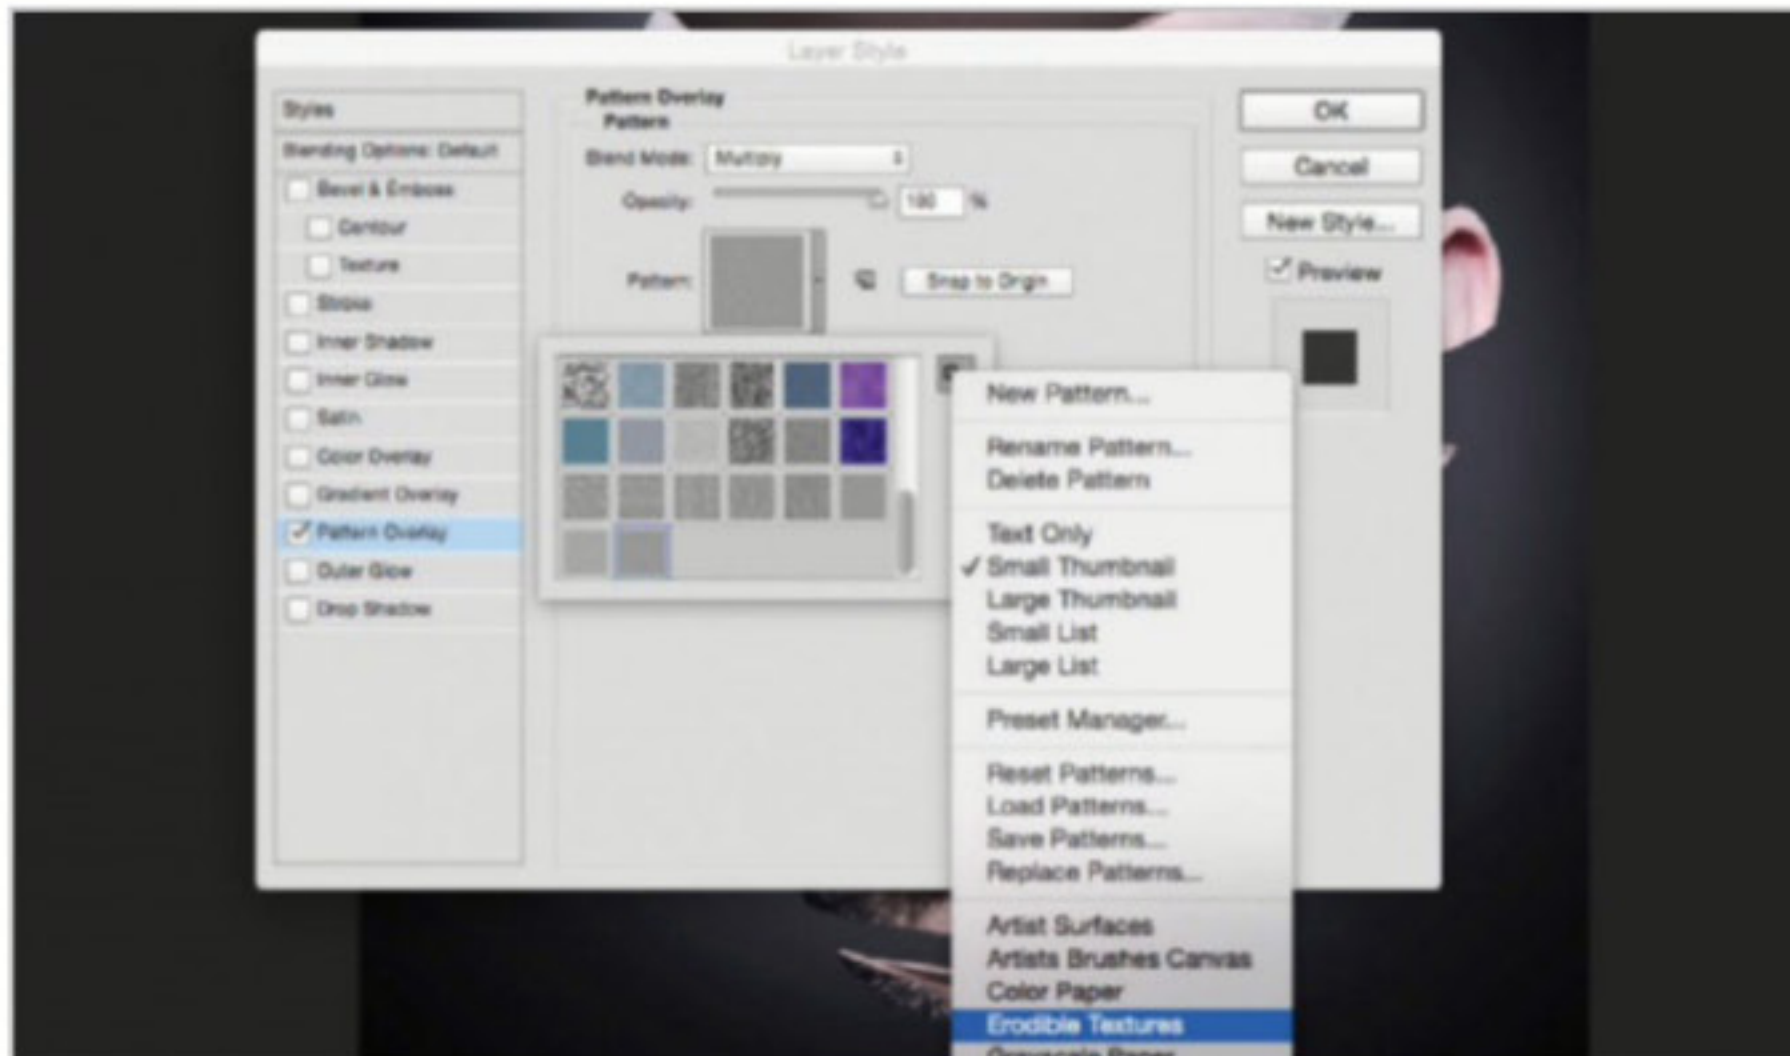 Layer Style
Styles
Blending Options: Default
Bevel & Emboss
Contour
Texture
Stroke
Inner Shadow
Inner Glow
Satin
Color Overlay
Gradient Overlay
Pattern Overlay
Outer Glow
Drop Shadow
Pattern Overlay
Pattern
Blend Mode: Multiply
Opacity: 100 %
Pattern:
Snap to Origin
OK
Cancel
New Style...
Preview
New Pattern...
Rename Pattern...
Delete Pattern
Text Only
Small Thumbnail
Large Thumbnail
Small List
Large List
Preset Manager...
Reset Patterns...
Load Patterns...
Save Patterns...
Replace Patterns...
Artist Surfaces
Artists Brushes Canvas
Color Paper
Erodible Textures
Grayscale Paper